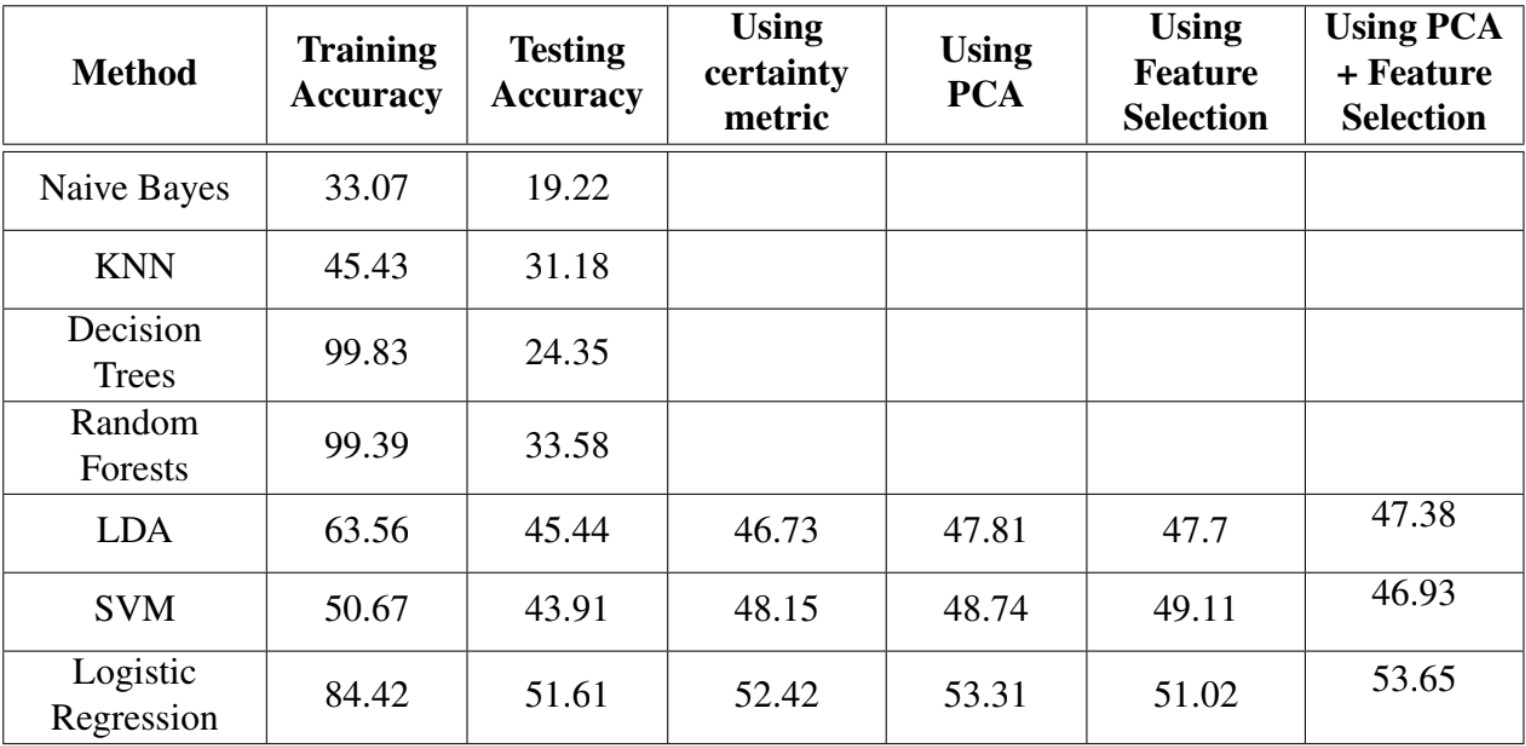 Method Training Accuracy Testing Accuracy Using certainty metric Using PCA Using Feature Selection Using PCA + Feature Selection
Naive Bayes 33.07 19.22
KNN 45.43 31.18
Decision Trees 99.83 24.35
Random Forests 99.39 33.58
LDA 63.56 45.44 46.73 47.81 47.7 47.38
SVM 50.67 43.91 48.15 48.74 49.11 46.93
Logistic Regression 84.42 51.61 52.42 53.31 51.02 53.65